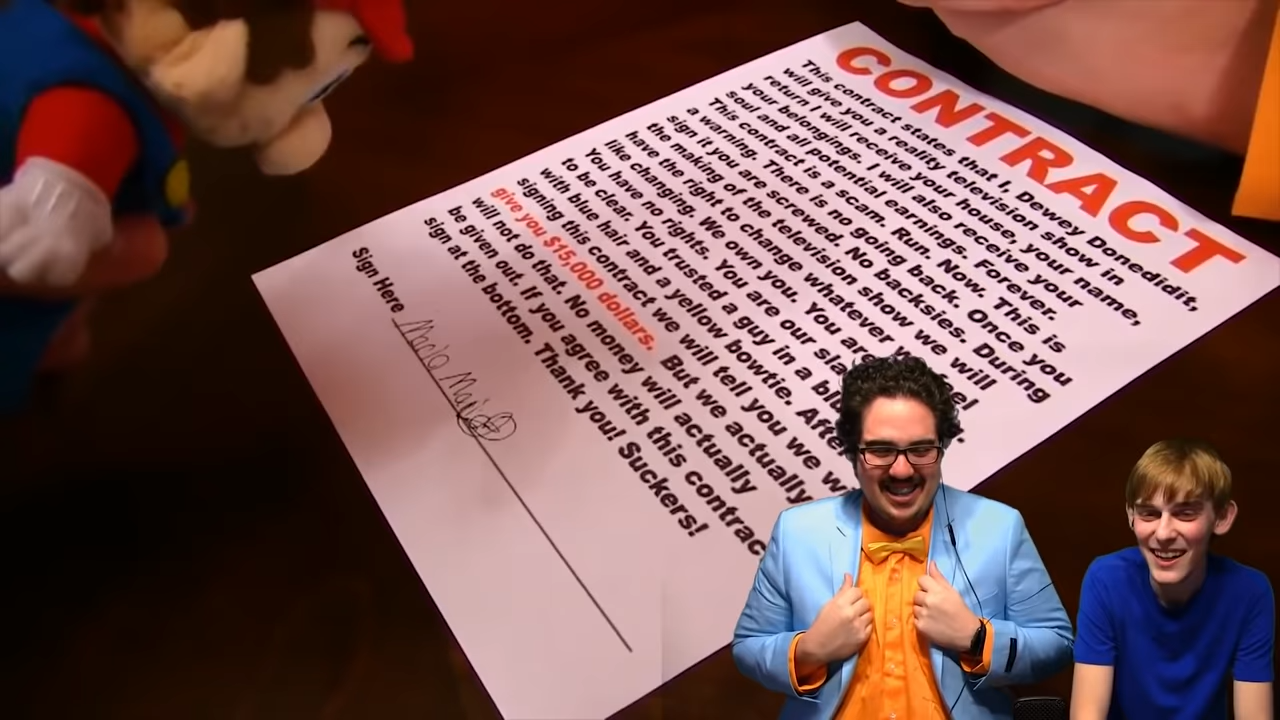 CONTRACT
This contract states that I, Dewey Donedidit,
will give you a reality television show in
return I will receive your house, your name,
your belongings. I will also receive your
soul and all potential earnings. Forever.
This contract is a scam. Run. Now. This is
a warning. There is no going back. Once you
sign it you are screwed. No backsies. During
the making of the television show we will
have the right to change whatever
like changing. We own you. You
You have no rights. You are our
to be clear. You trusted a guy in a
with blue hair and a yellow bowtie.
signing this contract we will tell you we
give you $15,000 dollars. But we actually
will not do that. No money will actually
be given out. If you agree with this
sign at the bottom. Thank you! Suckers!
Sign Here Mario Mario